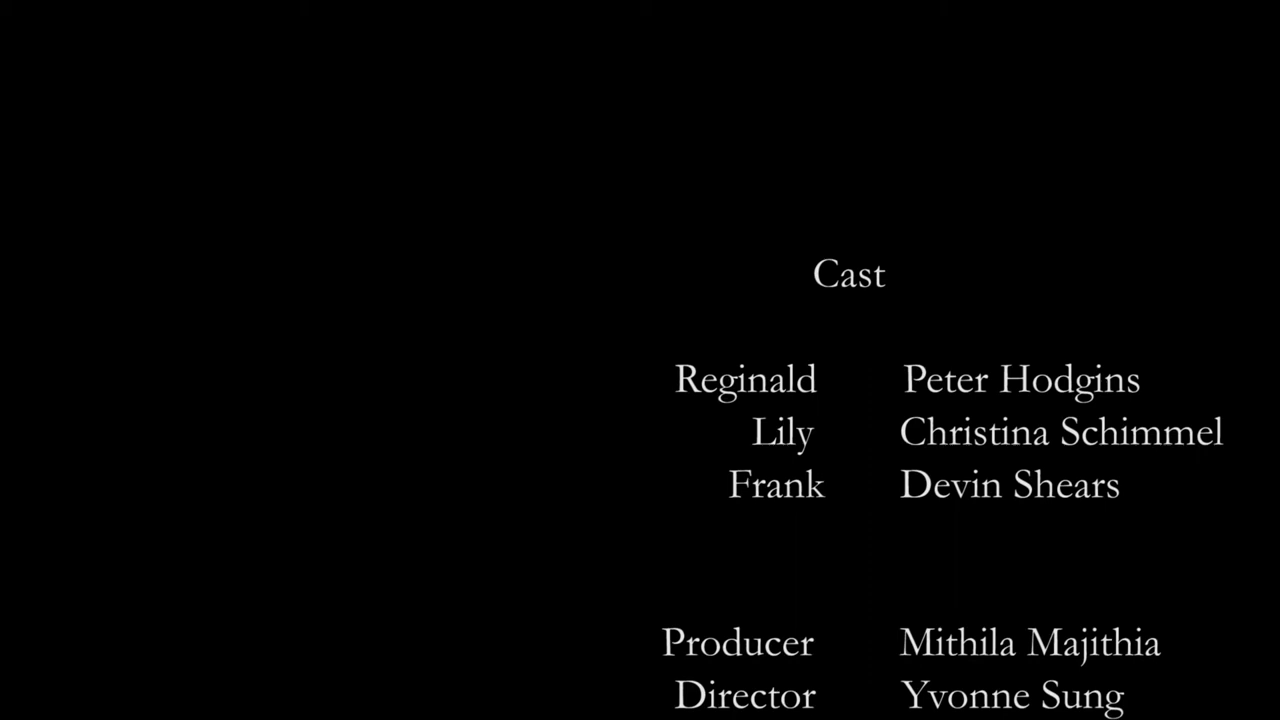 Cast
Reginald Peter Hodgins
Lily Christina Schimmel
Frank Devin Shears
Producer Mithila Majithia
Director Yvonne Sung